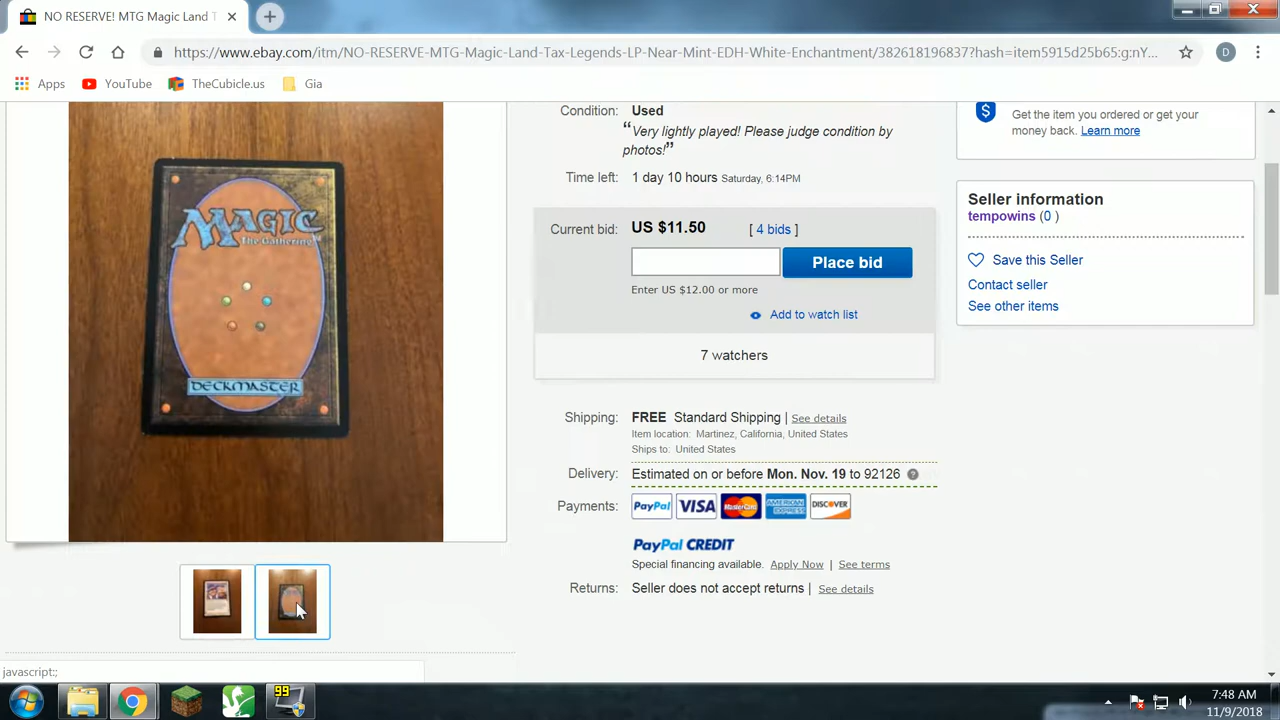 NO RESERVE! MTG Magic Land T
https://www.ebay.com/itm/NO-RESERVE-MTG-Magic-Land-Tax-Legends-LP-Near-Mint-EDH-White-Enchantment/382618196837?hash=item5915d25b65:g:nY...
D
Apps YouTube TheCubicle.us Gia
Condition: Used
“Very lightly played! Please judge condition by
photos!”
Time left: 1 day 10 hours Saturday, 6:14PM
Current bid: US $11.50 [ 4 bids ]
Place bid
Enter US $12.00 or more
Add to watch list
7 watchers
Shipping: FREE Standard Shipping | See details
Item location: Martinez, California, United States
Ships to: United States
Delivery: Estimated on or before Mon. Nov. 19 to 92126 ?
Payments: PayPal VISA MasterCard AMERICAN EXPRESS DISCOVER
PayPal CREDIT
Special financing available. Apply Now | See terms
Returns: Seller does not accept returns | See details
$ Get the item you ordered or get your
money back. Learn more
Seller information
tempowins (0 )
Save this Seller
Contact seller
See other items
MAGIC
The Gathering
DECKMASTER
javascript:;
99
7:48 AM
11/9/2018